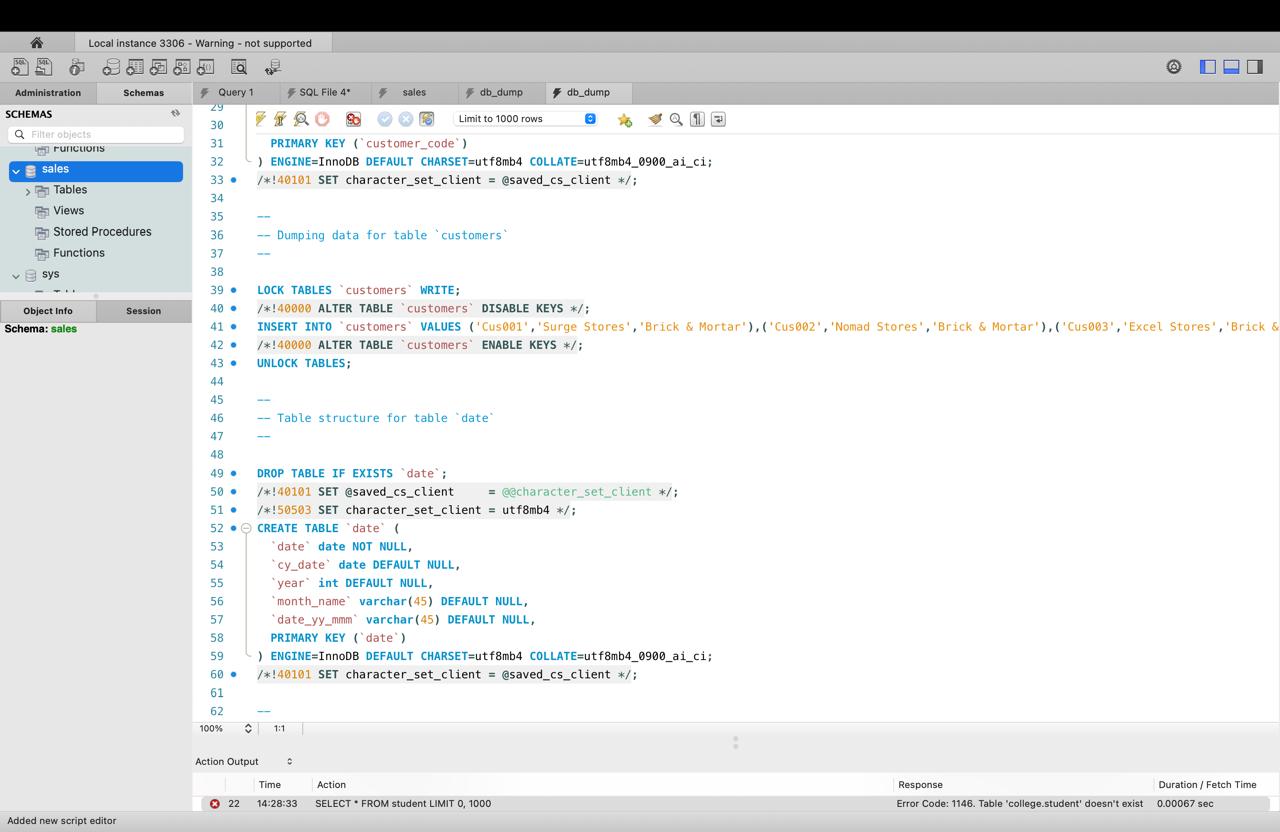 Local instance 3306 - Warning - not supported
Administration
Schemas
Query 1
SQL File 4*
sales
db_dump
db_dump
SCHEMAS
Filter objects
Functions
sales
Tables
Views
Stored Procedures
Functions
sys
Object Info
Session
Schema: sales
Limit to 1000 rows
29
30
31 PRIMARY KEY (`customer_code`)
32 ) ENGINE=InnoDB DEFAULT CHARSET=utf8mb4 COLLATE=utf8mb4_0900_ai_ci;
33 /*!40101 SET character_set_client = @saved_cs_client */;
34
35 --
36 -- Dumping data for table `customers`
37 --
38
39 LOCK TABLES `customers` WRITE;
40 /*!40000 ALTER TABLE `customers` DISABLE KEYS */;
41 INSERT INTO `customers` VALUES ('Cus001','Surge Stores','Brick & Mortar'),('Cus002','Nomad Stores','Brick & Mortar'),('Cus003','Excel Stores','Brick &
42 /*!40000 ALTER TABLE `customers` ENABLE KEYS */;
43 UNLOCK TABLES;
44
45 --
46 -- Table structure for table `date`
47 --
48
49 DROP TABLE IF EXISTS `date`;
50 /*!40101 SET @saved_cs_client     = @@character_set_client */;
51 /*!50503 SET character_set_client = utf8mb4 */;
52 CREATE TABLE `date` (
53 `date` date NOT NULL,
54 `cy_date` date DEFAULT NULL,
55 `year` int DEFAULT NULL,
56 `month_name` varchar(45) DEFAULT NULL,
57 `date_yy_mmm` varchar(45) DEFAULT NULL,
58 PRIMARY KEY (`date`)
59 ) ENGINE=InnoDB DEFAULT CHARSET=utf8mb4 COLLATE=utf8mb4_0900_ai_ci;
60 /*!40101 SET character_set_client = @saved_cs_client */;
61
62 --
100%
1:1
Action Output
Time Action Response Duration / Fetch Time
22 14:28:33 SELECT * FROM student LIMIT 0, 1000 Error Code: 1146. Table 'college.student' doesn't exist 0.00067 sec
Added new script editor